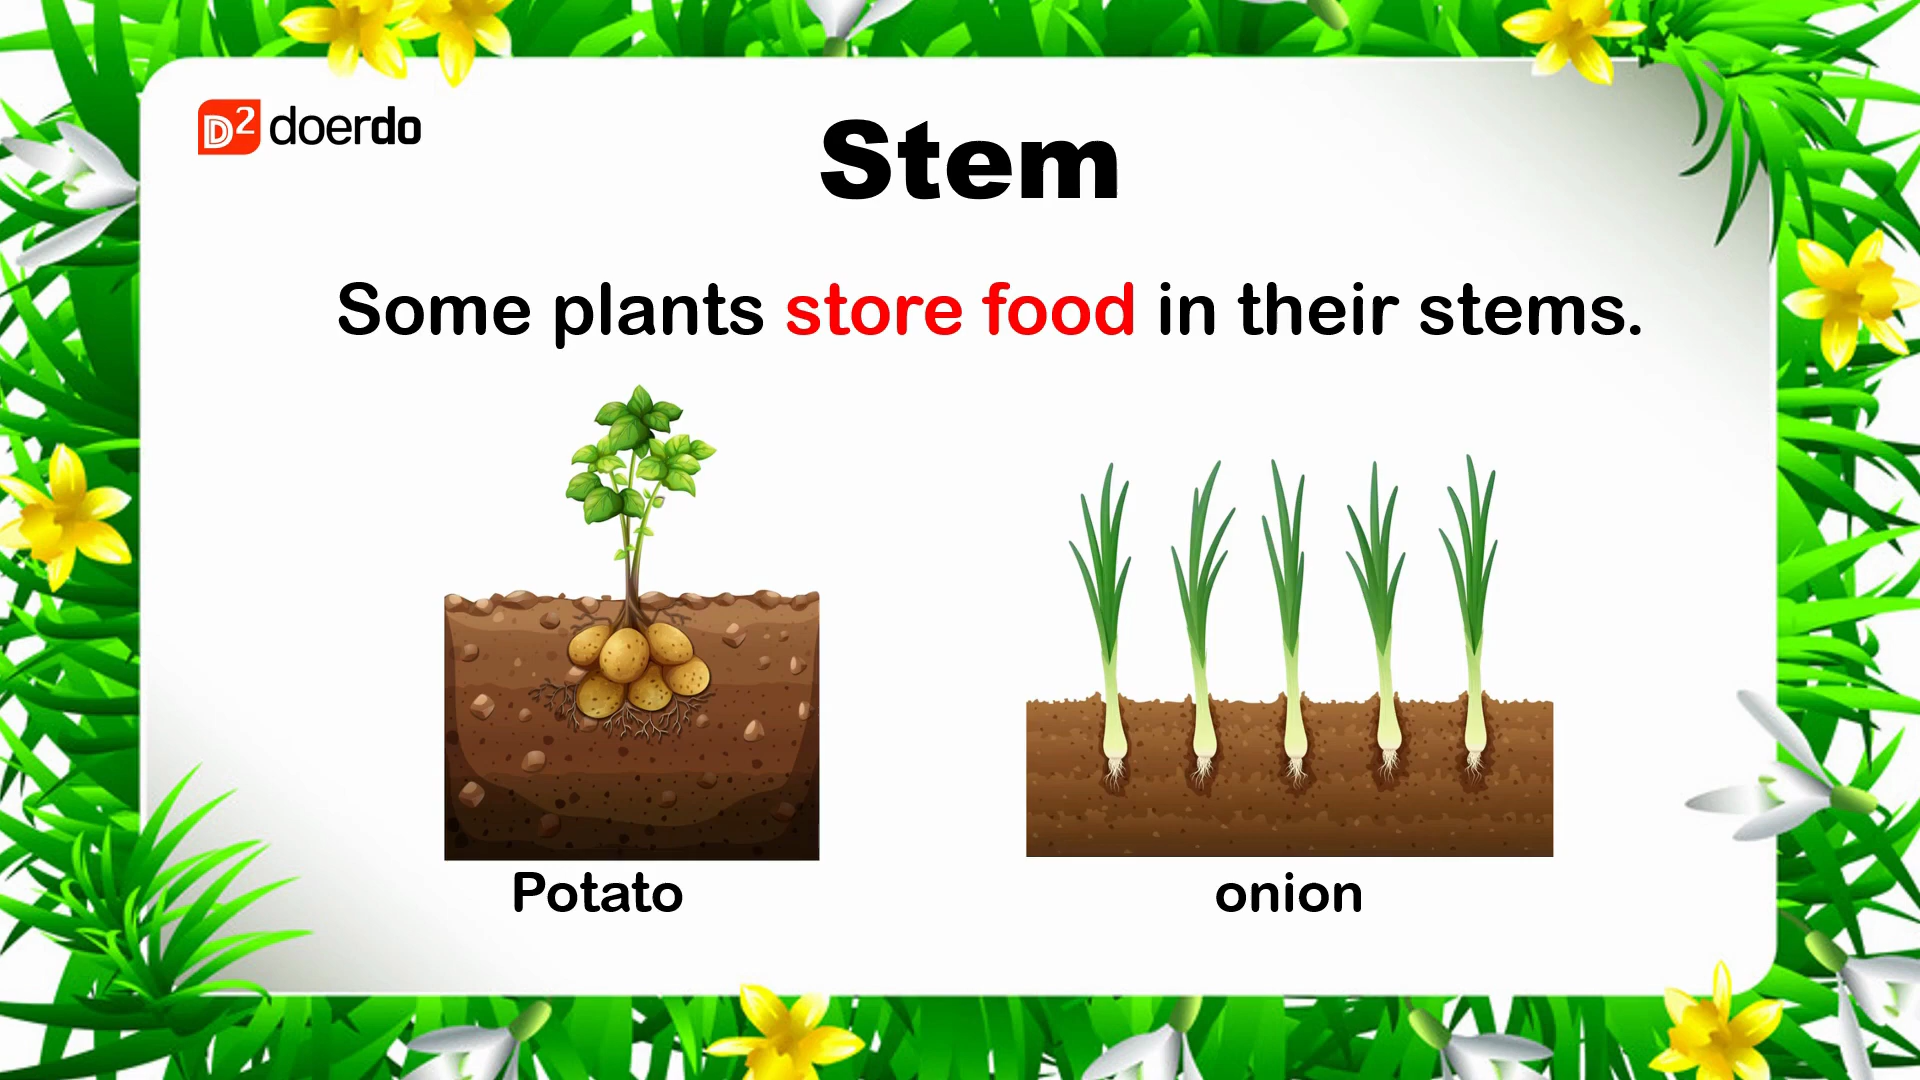 D2 doerdo
Stem
Some plants store food in their stems.
Potato
onion